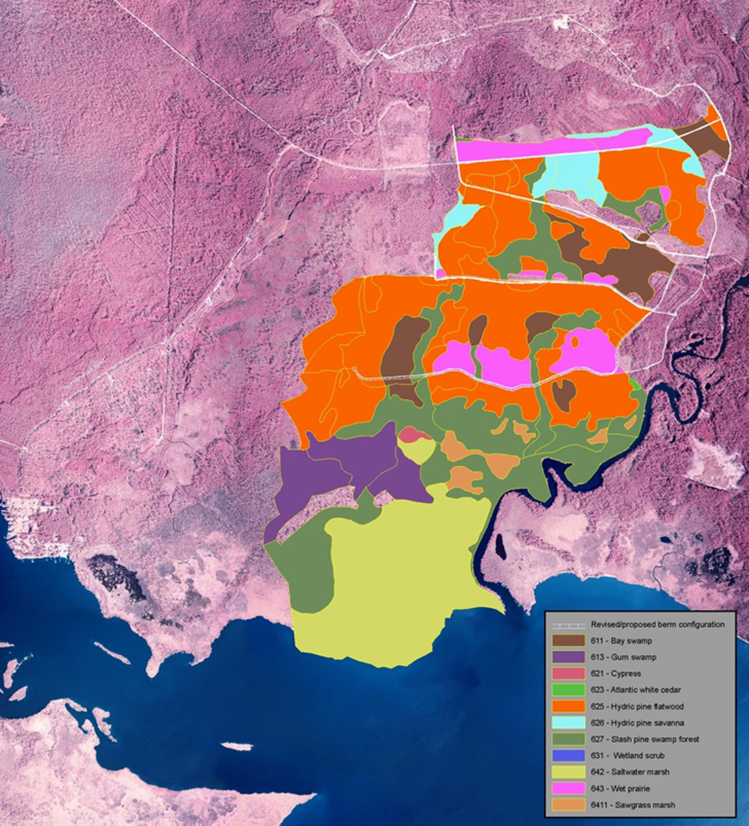 Revised/proposed berm configuration
611 - Bay swamp
613 - Gum swamp
621 - Cypress
623 - Atlantic white cedar
625 - Hydric pine flatwood
626 - Hydric pine savanna
627 - Slash pine swamp forest
631 - Wetland scrub
642 - Saltwater marsh
643 - Wet prairie
6411 - Sawgrass marsh